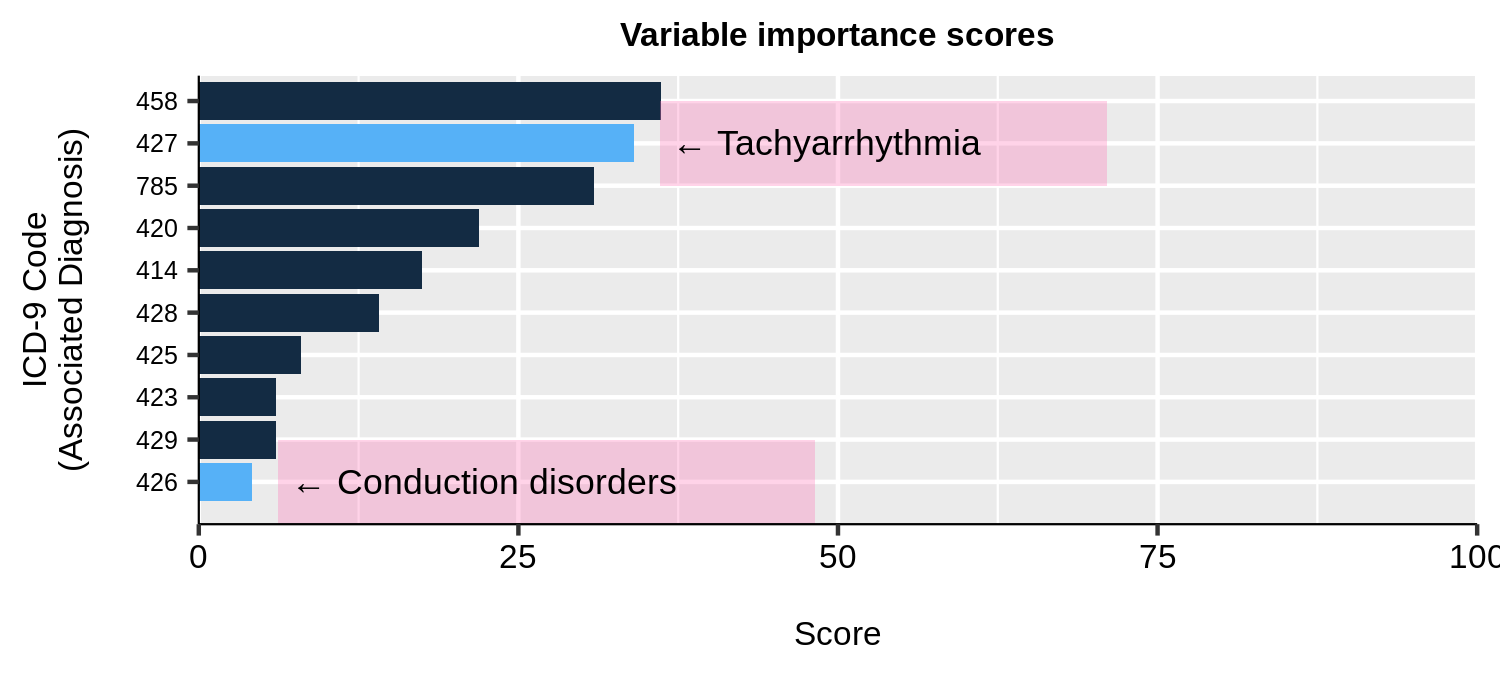 Variable importance scores
ICD-9 Code
(Associated Diagnosis)
458
427
← Tachyarrhythmia
785
420
414
428
425
423
429
426
← Conduction disorders
0 25 50 75 100
Score